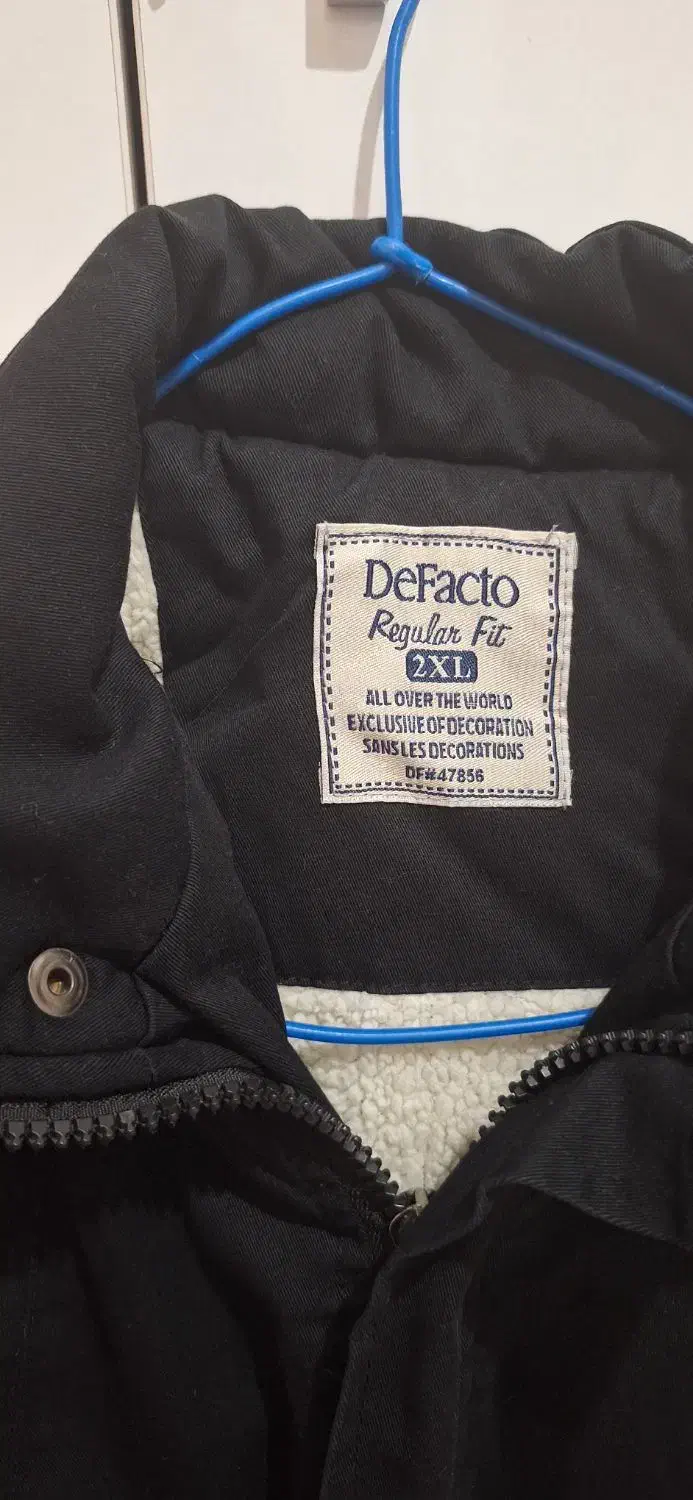 DeFacto
Regular Fit
2XL
ALL OVER THE WORLD
EXCLUSIVE OF DECORATION
SANS LES DECORATIONS
DF#47856